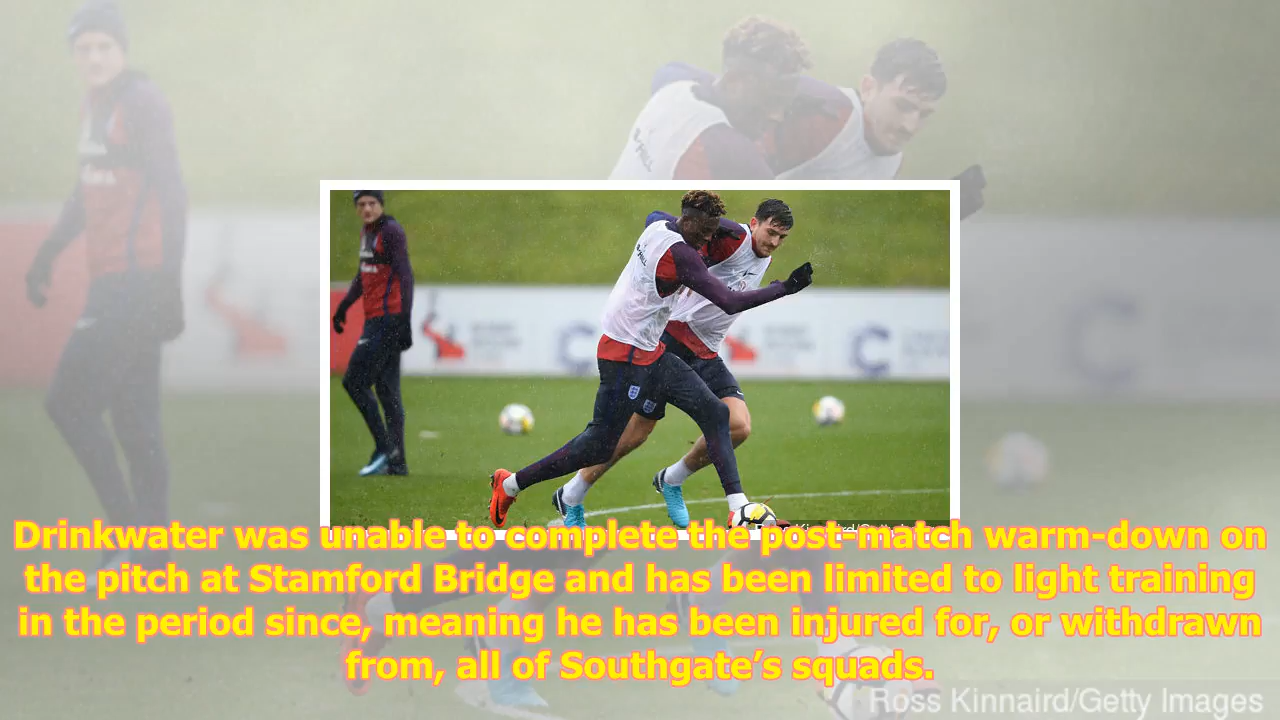 Drinkwater was unable to complete the post-match warm-down on
the pitch at Stamford Bridge and has been limited to light training
in the period since, meaning he has been injured for, or withdrawn
from, all of Southgate’s squads.
Ross Kinnaird/Getty Images